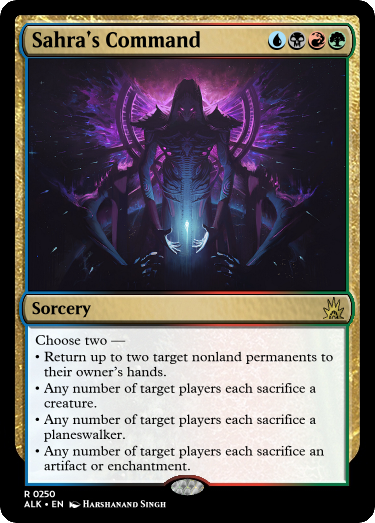 Sahra's Command
Sorcery
Choose two —
• Return up to two target nonland permanents to
their owner's hands.
• Any number of target players each sacrifice a
creature.
• Any number of target players each sacrifice a
planeswalker.
• Any number of target players each sacrifice an
artifact or enchantment.
R 0250
ALK • EN Harshanand Singh